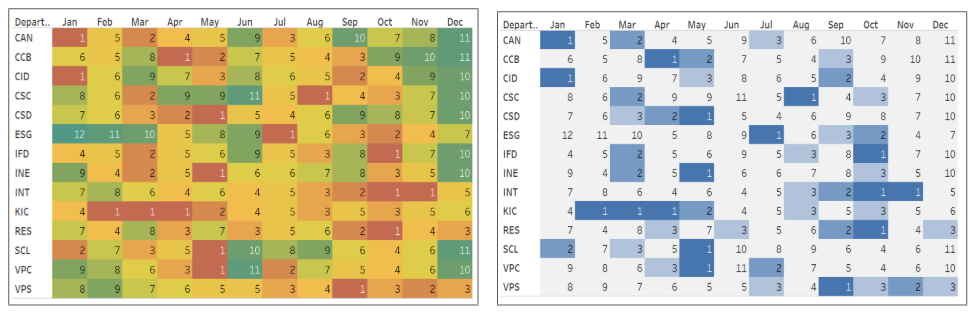 Depart.. Jan Feb Mar Apr May Jun Jul Aug Sep Oct Nov Dec
CAN 1 5 2 4 5 9 3 6 10 7 8 11
CCB 6 5 8 1 2 7 5 4 3 9 10 11
CID 1 6 9 7 3 8 6 5 2 4 9 10
CSC 8 6 2 9 9 11 5 1 4 3 7 10
CSD 7 6 3 2 1 5 4 6 9 8 7 10
ESG 12 11 10 5 8 9 1 6 3 2 4 7
IFD 4 5 2 5 6 9 5 3 8 1 7 10
INE 9 4 2 5 1 6 6 7 8 3 5 10
INT 7 8 6 4 6 4 5 3 2 1 1 5
KIC 4 1 1 1 2 4 5 3 5 3 5 6
RES 7 4 8 3 7 3 5 6 2 1 4 3
SCL 2 7 3 5 1 10 8 9 6 4 6 11
VPC 9 8 6 3 1 11 2 7 5 4 6 10
VPS 8 9 7 6 5 5 3 4 1 3 2 3
Depart.. Jan Feb Mar Apr May Jun Jul Aug Sep Oct Nov Dec
CAN 1 5 2 4 5 9 3 6 10 7 8 11
CCB 6 5 8 1 2 7 5 4 3 9 10 11
CID 1 6 9 7 3 8 6 5 2 4 9 10
CSC 8 6 2 9 9 11 5 1 4 3 7 10
CSD 7 6 3 2 1 5 4 6 9 8 7 10
ESG 12 11 10 5 8 9 1 6 3 2 4 7
IFD 4 5 2 5 6 9 5 3 8 1 7 10
INE 9 4 2 5 1 6 6 7 8 3 5 10
INT 7 8 6 4 6 4 5 3 2 1 1 5
KIC 4 1 1 1 2 4 5 3 5 3 5 6
RES 7 4 8 3 7 3 5 6 2 1 4 3
SCL 2 7 3 5 1 10 8 9 6 4 6 11
VPC 9 8 6 3 1 11 2 7 5 4 6 10
VPS 8 9 7 6 5 5 3 4 1 3 2 3